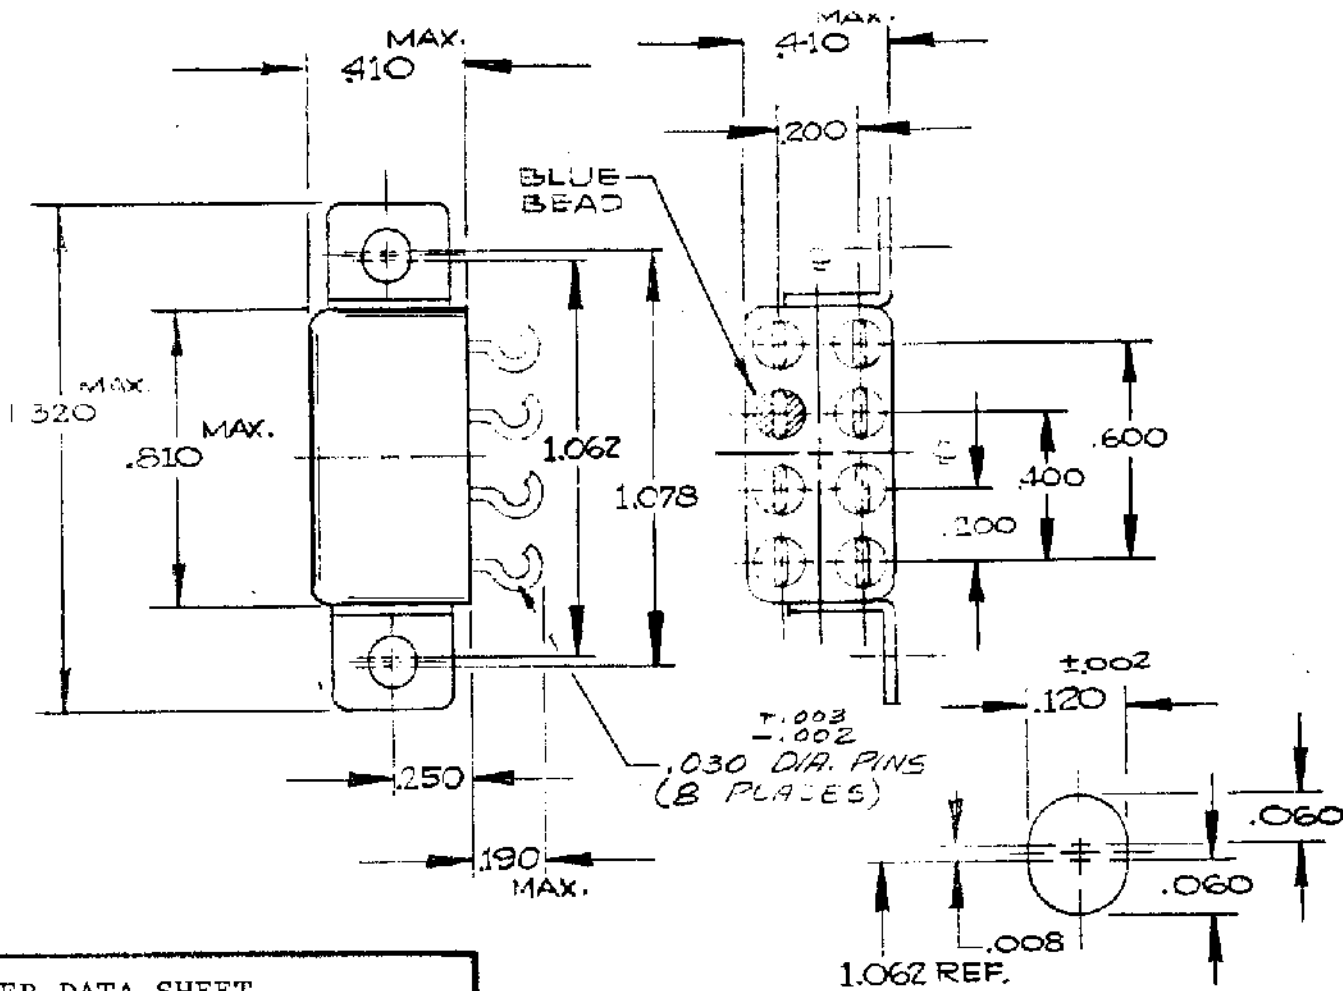 MAX.
.410
MAX.
.410
.200
BLUE
BEAD
MAX.
1.320
MAX.
.810
1.062
1.078
.600
.400
.200
±.002
.120
+.003
-.002
.030 DIA. PINS
(8 PLACES)
.250
.190
MAX.
.060
.060
.008
1.062 REF.
DATA SHEET